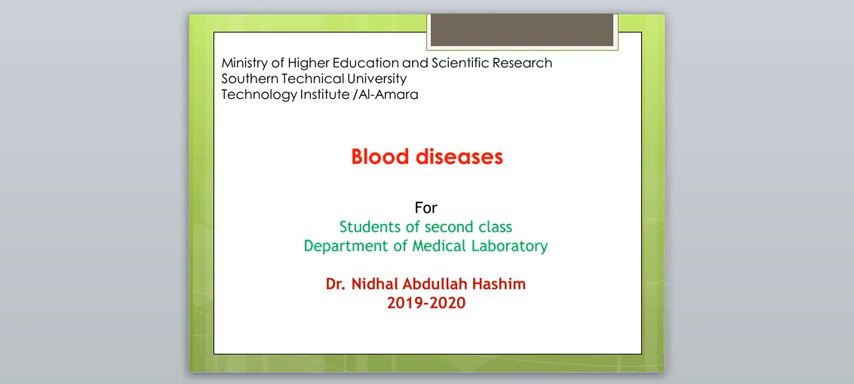 Ministry of Higher Education and Scientific Research
Southern Technical University
Technology Institute /Al-Amara
Blood diseases
For
Students of second class
Department of Medical Laboratory
Dr. Nidhal Abdullah Hashim
2019-2020